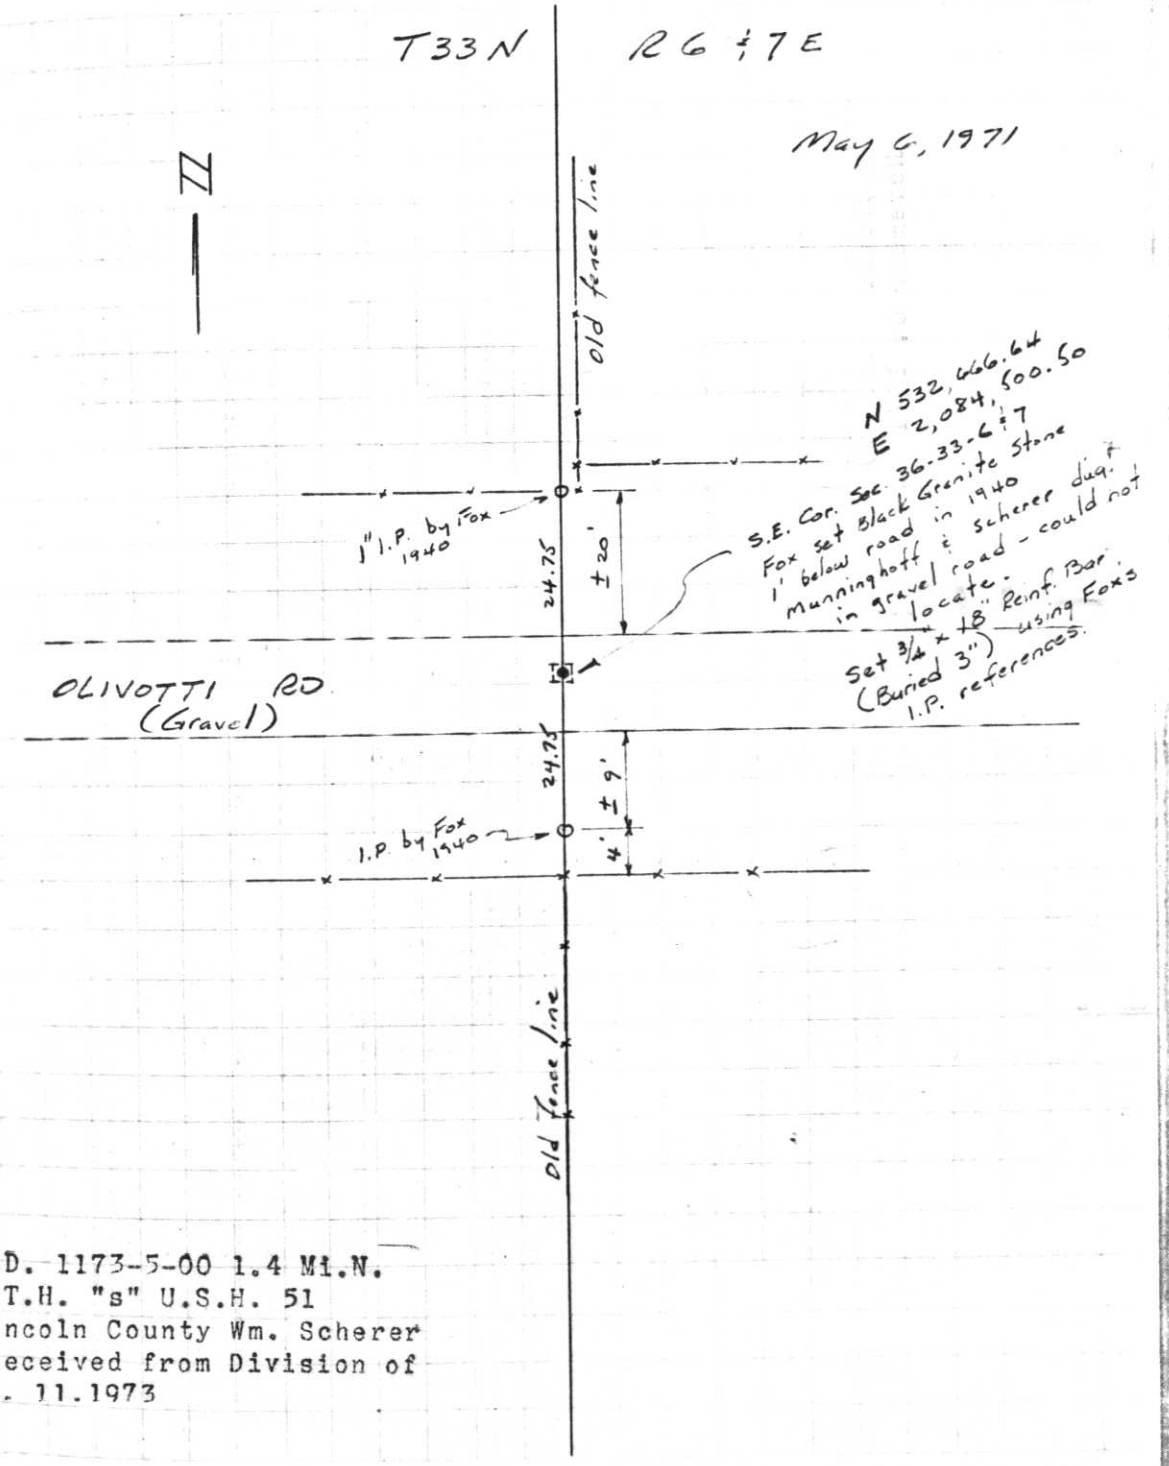 T33N R6 & 7E
May 6, 1971
N
Old fence line
N 532,666.64
E 2,084,500.50
S.E. Cor. Sec. 36-33-6 & 7
Fox set Black Granite Stone
1' below road in 1940
Munninghoff & Scherer dug
in gravel road - could not
locate.
Set 3/4" x 18" Reinf. Bar
(Buried 3") using Foxs
I.P. references.
1" I.P. by Fox
1940
24.75
± 20'
OLIVOTTI RD
(Gravel)
24.75
± 9'
I.P. by Fox
1940
4'
Old fence line
D. 1173-5-00 1.4 Mi.N.
T.H. "s" U.S.H. 51
ncoln County Wm. Scherer
eceived from Division of
. 11.1973